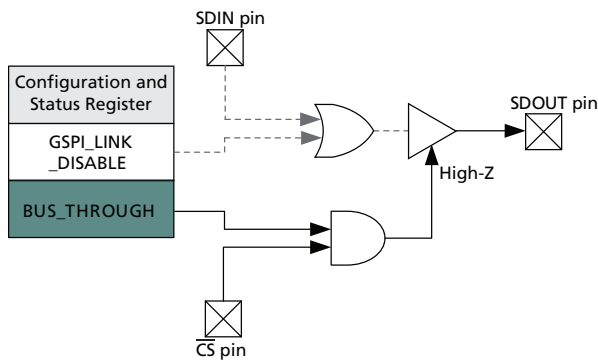 SDIN pin
Configuration and
Status Register
GSPI_LINK
_DISABLE
BUS_THROUGH
SDOUT pin
High-Z
CS pin